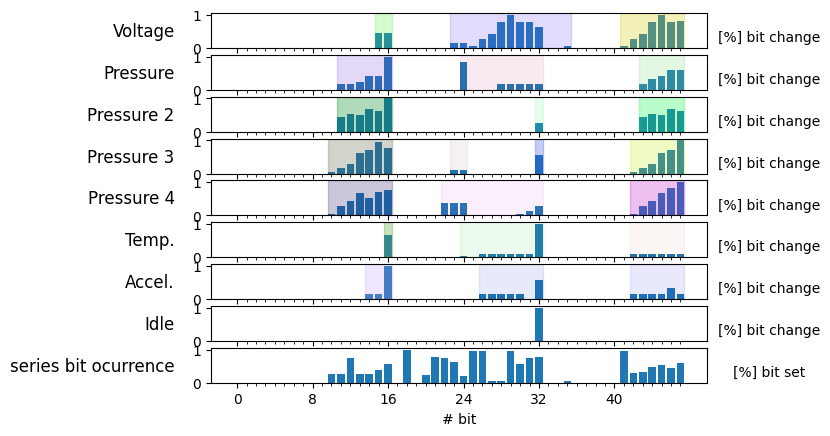 Voltage 1 0 [%] bit change
Pressure 1 0 [%] bit change
Pressure 2 1 0 [%] bit change
Pressure 3 1 0 [%] bit change
Pressure 4 1 0 [%] bit change
Temp. 1 0 [%] bit change
Accel. 1 0 [%] bit change
Idle 1 0 [%] bit change
series bit ocurrence 1 0 [%] bit set
0 8 16 24 32 40
# bit